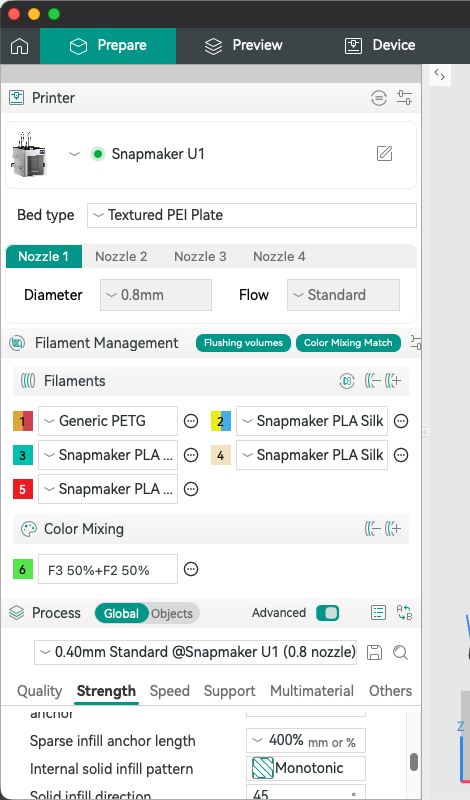 Prepare
Preview
Device
Printer
Snapmaker U1
Bed type
Textured PEI Plate
Nozzle 1 Nozzle 2 Nozzle 3 Nozzle 4
Diameter 0.8mm Flow Standard
Filament Management Flushing volumes Color Mixing Match
Filaments
1 Generic PETG 2 Snapmaker PLA Silk
3 Snapmaker PLA ... 4 Snapmaker PLA Silk
5 Snapmaker PLA ...
Color Mixing
6 F3 50%+F2 50%
Process Global Objects Advanced
0.40mm Standard @Snapmaker U1 (0.8 nozzle)
Quality Strength Speed Support Multimaterial Others
anchor
Sparse infill anchor length 400% mm or %
Internal solid infill pattern Monotonic
Solid infill direction 45 °
Z